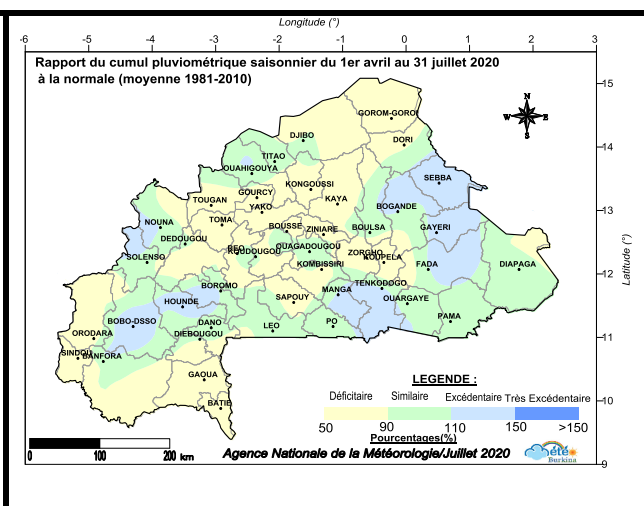 Longitude (°)
-6 -5 -4 -3 -2 -1 0 1 2 3
Rapport du cumul pluviométrique saisonnier du 1er avril au 31 juillet 2020
à la normale (moyenne 1981-2010)
15
GOROM-GOROM
N
W E
S
14
DJIBO
DORI
TITAO
OUAHIGOUYA
SEBBA
KONGOUSSI
GOURCY
TOUGAN
KAYA
YAKO
BOGANDE
13
NOUNA
TOMA
BOUSSE
ZINIARE
BOULSA
GAYERI
DEDOUGOU
REO
KOUDOUGOU
OUAGADOUGOU
ZORGHO
KOUPELA
SOLENSO
KOMBISSIRI
FADA
DIAPAGA
12
Latitude (°)
BOROMO
MANGA
TENKODOGO
HOUNDE
SAPOUY
OUARGAYE
BOBO-DSSO
DANO
LEO
PO
PAMA
ORODARA
DIEBOUGOU
11
SINDOU
BANFORA
GAOUA
LEGENDE :
Déficitaire Similaire Excédentaire Très Excédentaire
BATIE
10
50 90 110 150 >150
Pourcentages(%)
0 100 200 km
Agence Nationale de la Météorologie/Juillet 2020
météo
Burkina
9